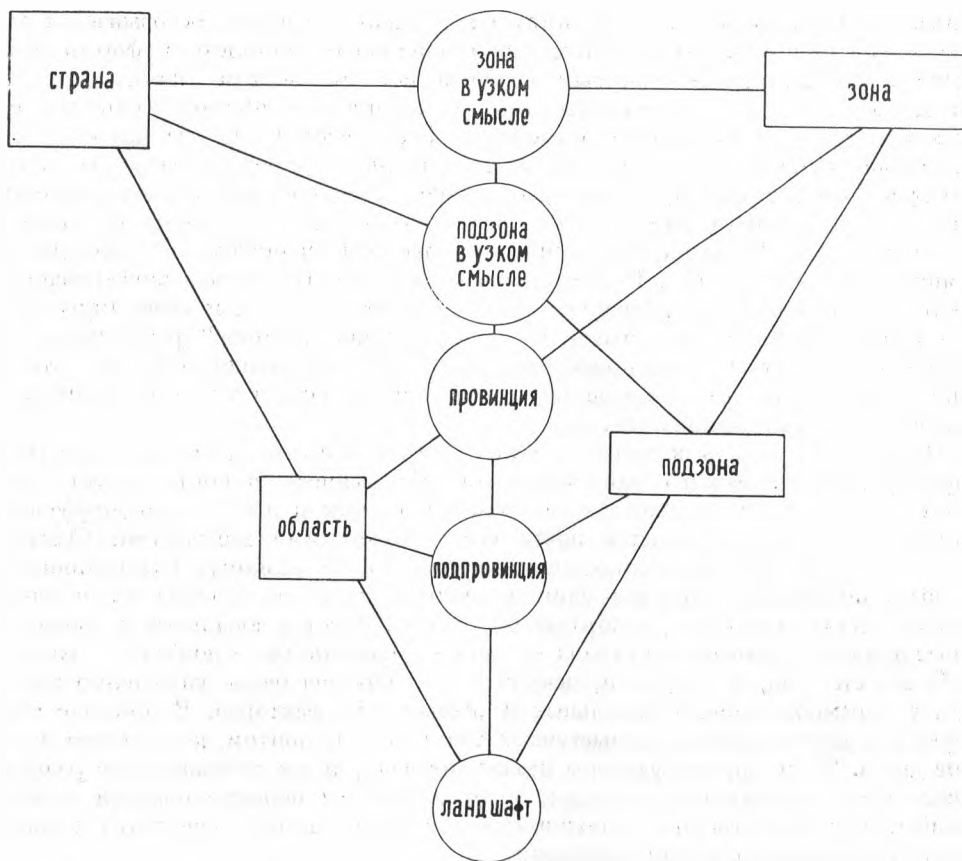 страна
зона
в узком
смысле
зона
подзона
в узком
смысле
провинция
подзона
область
подпровинция
ландшафт